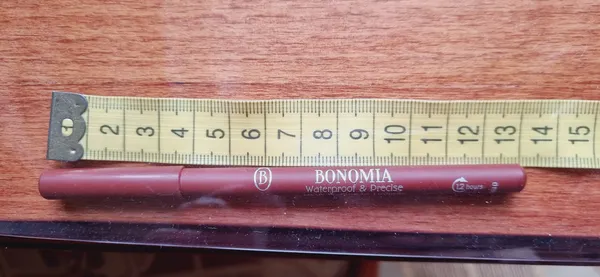 2 3 4 5 6 7 8 9 10 11 12 13 14 15
B BONOMIA
Waterproof & Precise
12 hours